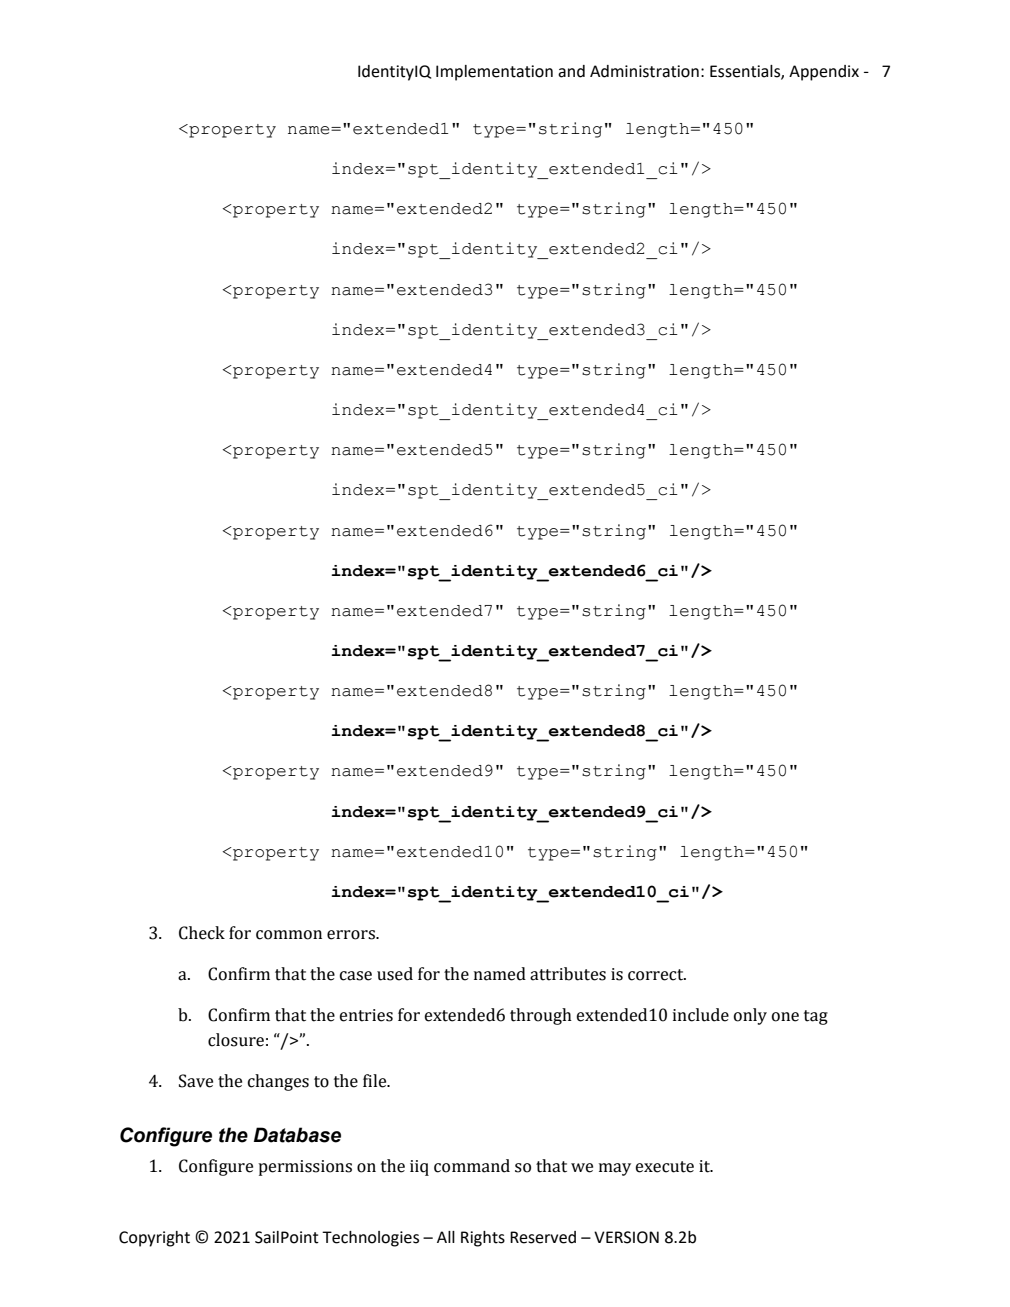 IdentityIQ Implementation and Administration: Essentials, Appendix - 7
<property name="extended1" type="string" length="450"
index="spt_identity_extended1_ci"/>
<property name="extended2" type="string" length="450"
index="spt_identity_extended2_ci"/>
<property name="extended3" type="string" length="450"
index="spt_identity_extended3_ci"/>
<property name="extended4" type="string" length="450"
index="spt_identity_extended4_ci"/>
<property name="extended5" type="string" length="450"
index="spt_identity_extended5_ci"/>
<property name="extended6" type="string" length="450"
index="spt_identity_extended6_ci"/>
<property name="extended7" type="string" length="450"
index="spt_identity_extended7_ci"/>
<property name="extended8" type="string" length="450"
index="spt_identity_extended8_ci"/>
<property name="extended9" type="string" length="450"
index="spt_identity_extended9_ci"/>
<property name="extended10" type="string" length="450"
index="spt_identity_extended10_ci"/>
3. Check for common errors.
a. Confirm that the case used for the named attributes is correct.
b. Confirm that the entries for extended6 through extended10 include only one tag
closure: “/>”.
4. Save the changes to the file.
Configure the Database
1. Configure permissions on the iiq command so that we may execute it.
Copyright © 2021 SailPoint Technologies – All Rights Reserved – VERSION 8.2b